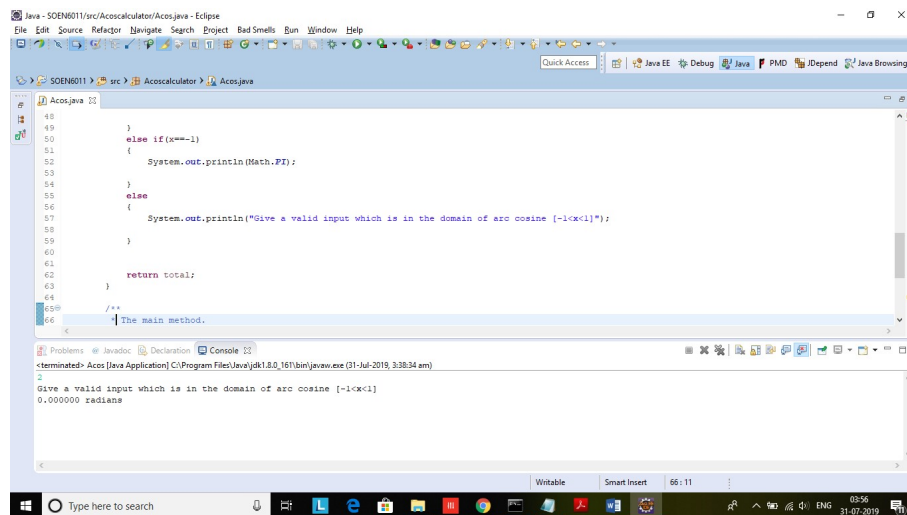 Java - SOEN6011/src/Acoscalculator/Acos.java - Eclipse
File Edit Source Refactor Navigate Search Project Bad Smells Run Window Help
Quick Access Java EE Debug Java PMD JDepend Java Browsing
SOEN6011 src Acoscalculator Acos.java
Acos.java
48
49 }
50 else if(x==-1)
51 {
52 System.out.println(Math.PI);
53
54 }
55 else
56 {
57 System.out.println("Give a valid input which is in the domain of arc cosine [-1<x<1]");
58
59 }
60
61
62 return total;
63 }
64
65 /**
66 * The main method.
Problems @ Javadoc Declaration Console
<terminated> Acos [Java Application] C:\Program Files\Java\jdk1.8.0_161\bin\javaw.exe (31-Jul-2019, 3:38:34 am)
2
Give a valid input which is in the domain of arc cosine [-1<x<1]
0.000000 radians
Writable Smart Insert 66 : 11
Type here to search
ENG
03:56
31-07-2019